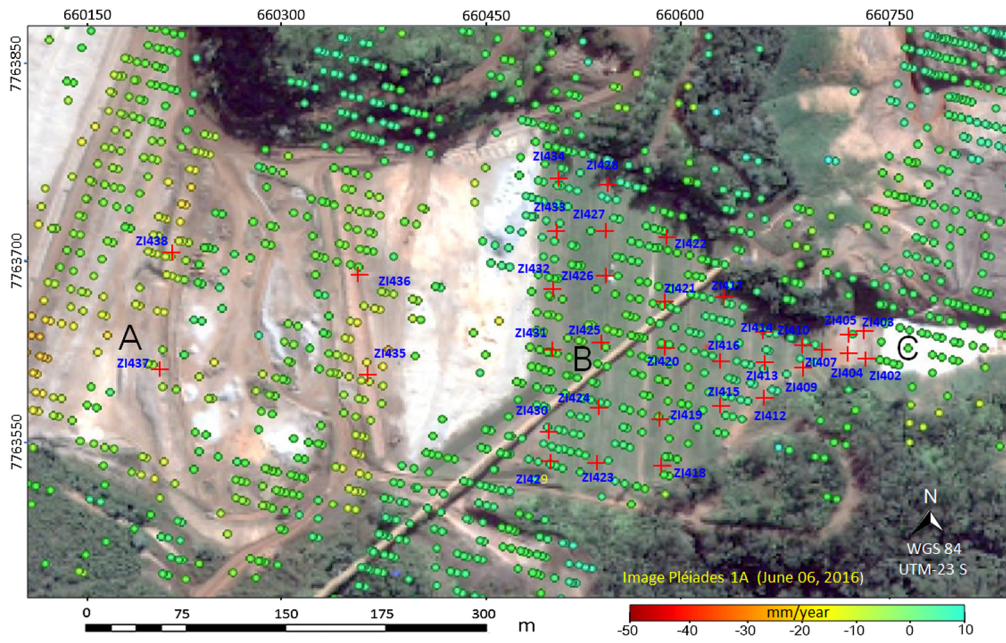 660150 660300 660450 660600 660750
7763850
7763700
7763550
ZI434 ZI428
ZI433 ZI427
ZI438 ZI422
ZI432 ZI426
ZI436 ZI421 ZI417
ZI431 ZI425 ZI414 ZI410 ZI405 ZI403
A B C
ZI435 ZI420 ZI416 ZI407 ZI404 ZI402
ZI437 ZI413 ZI409
ZI430 ZI424 ZI415 ZI412
ZI419
ZI429 ZI423 ZI418
N
WGS 84
UTM-23 S
Image Pléiades 1A (June 06, 2016)
0 75 150 225 300 m
mm/year
-50 -40 -30 -20 -10 0 10